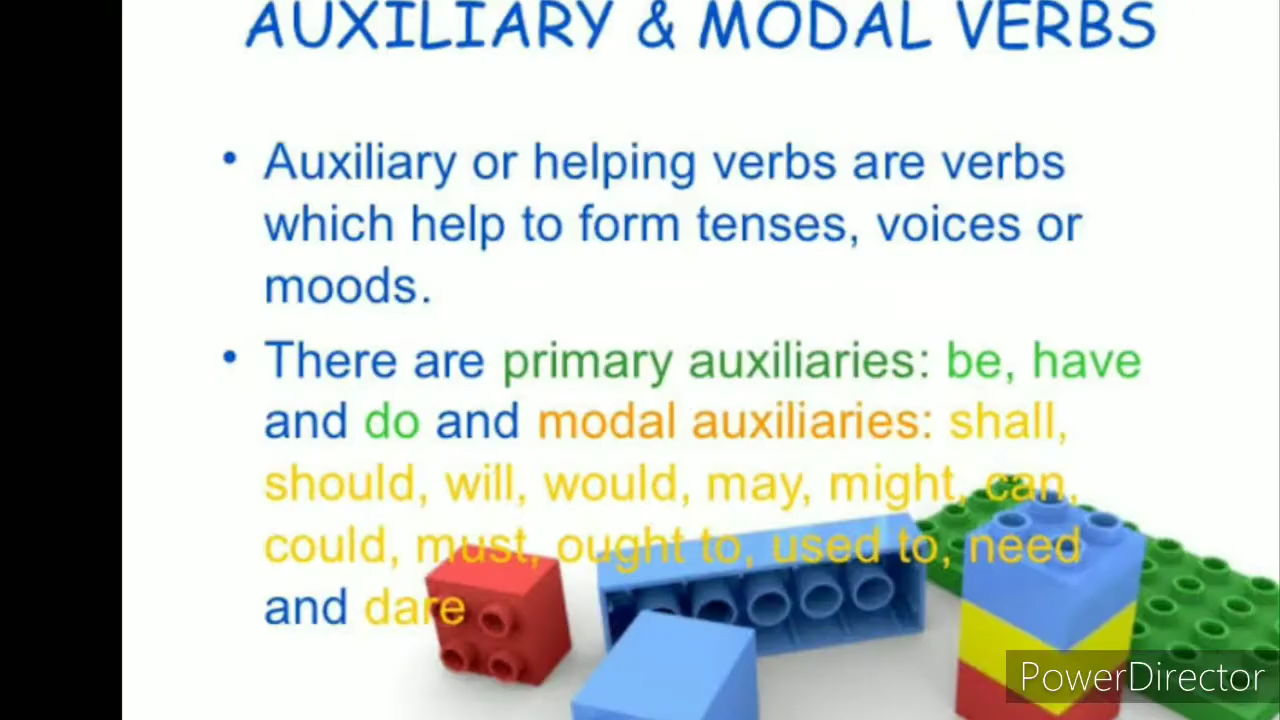 AUXILIARY & MODAL VERBS
• Auxiliary or helping verbs are verbs
which help to form tenses, voices or
moods.
• There are primary auxiliaries: be, have
and do and modal auxiliaries: shall,
should, will, would, may, might, can,
could, must, ought to, used to, need
and dare
PowerDirector